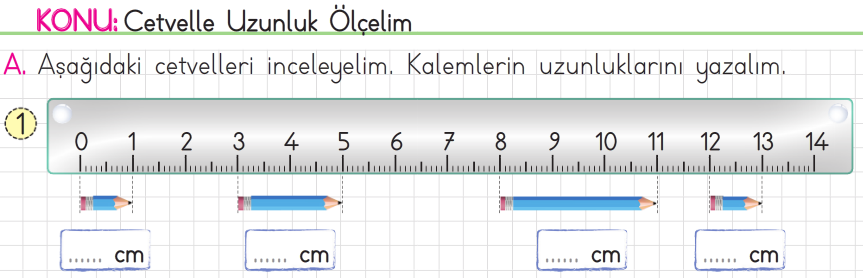 KONU: Cetvelle Uzunluk Ölçelim
A. Aşağıdaki cetvelleri inceleyelim. Kalemlerin uzunluklarını yazalım.
1
0 1 2 3 4 5 6 7 8 9 10 11 12 13 14
...... cm ...... cm ...... cm ...... cm